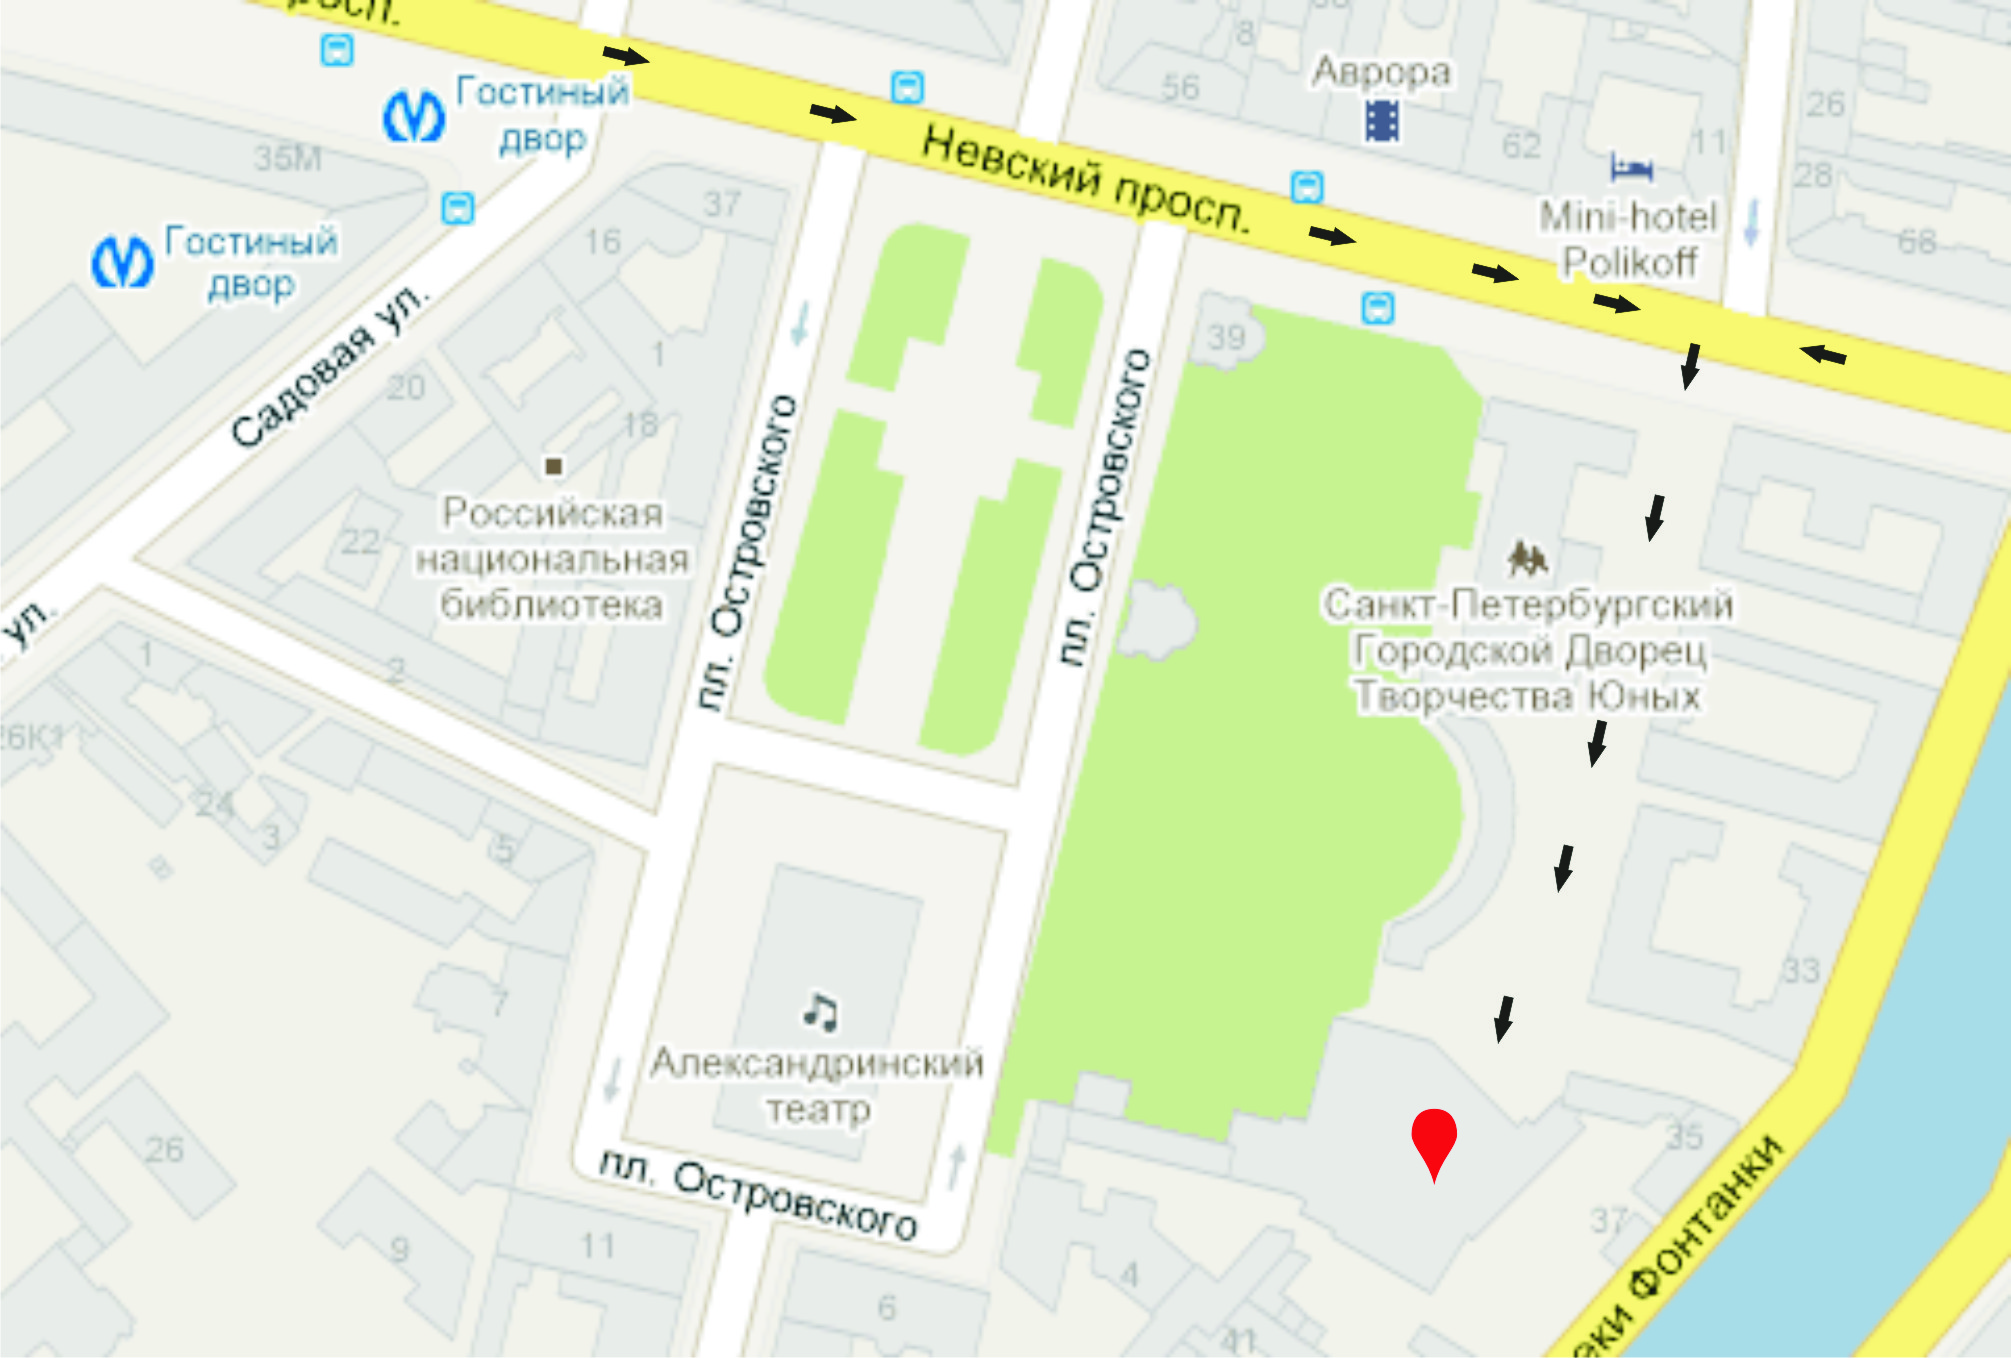 росп.
Гостиный
двор
Гостиный
двор
35М
Невский просп.
8
56
Аврора
62
11
26
28
Mini-hotel
Polikoff
68
37
16
1
20
18
22
2
Садовая ул.
ул.
39
Российская
национальная
библиотека
пл. Островского
пл. Островского
Санкт-Петербургский
Городской Дворец
Творчества Юных
1
26К1
24
3
5
7
33
Александринский
театр
26
35
37
пл. Островского
9
11
6
4
41
еки Фонтанки